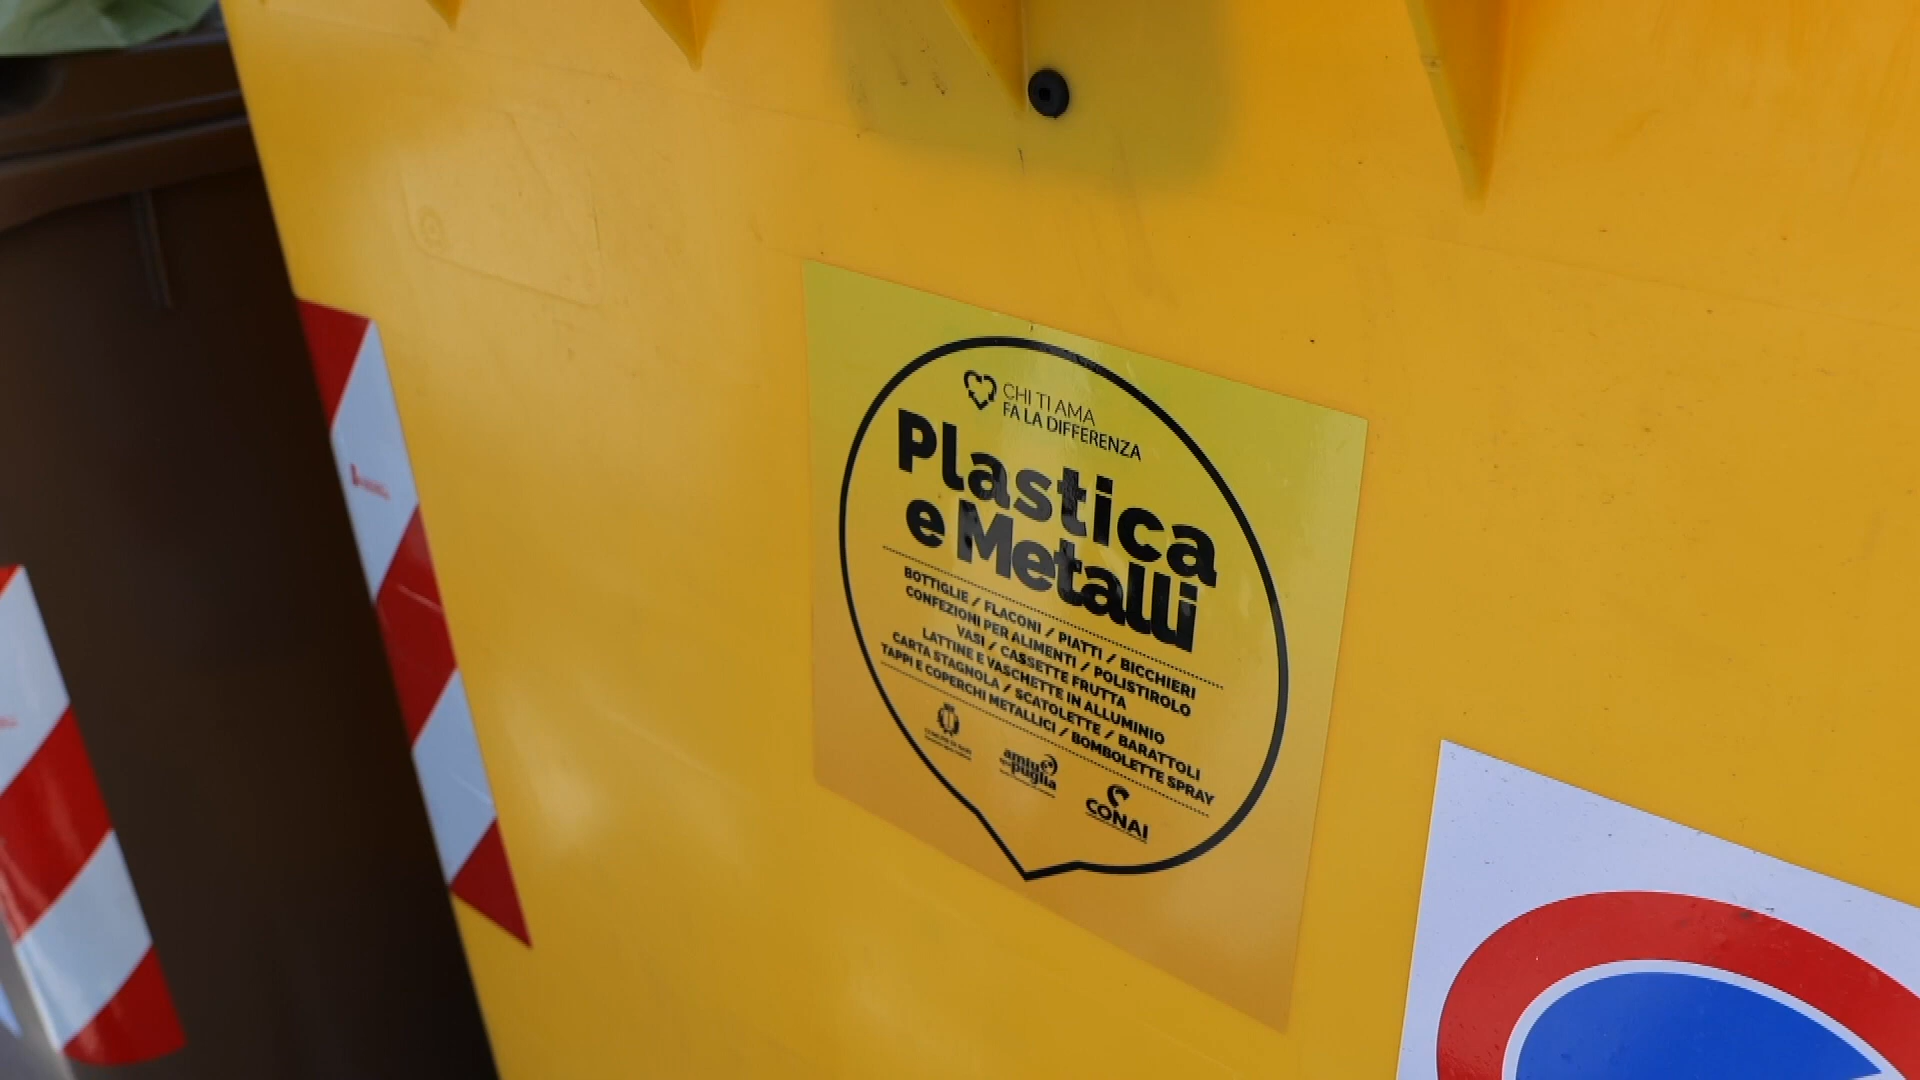 CHI TI AMA
FA LA DIFFERENZA
Plastica
e Metalli
BOTTIGLIE / FLACONI / PIATTI / BICCHIERI
CONFEZIONI PER ALIMENTI / POLISTIROLO
VASI / CASSETTE FRUTTA
LATTINE E VASCHETTE IN ALLUMINIO
CARTA STAGNOLA / SCATOLETTE / BARATTOLI
TAPPI E COPERCHI METALLICI / BOMBOLETTE SPRAY
amiu
puglia
CONAI